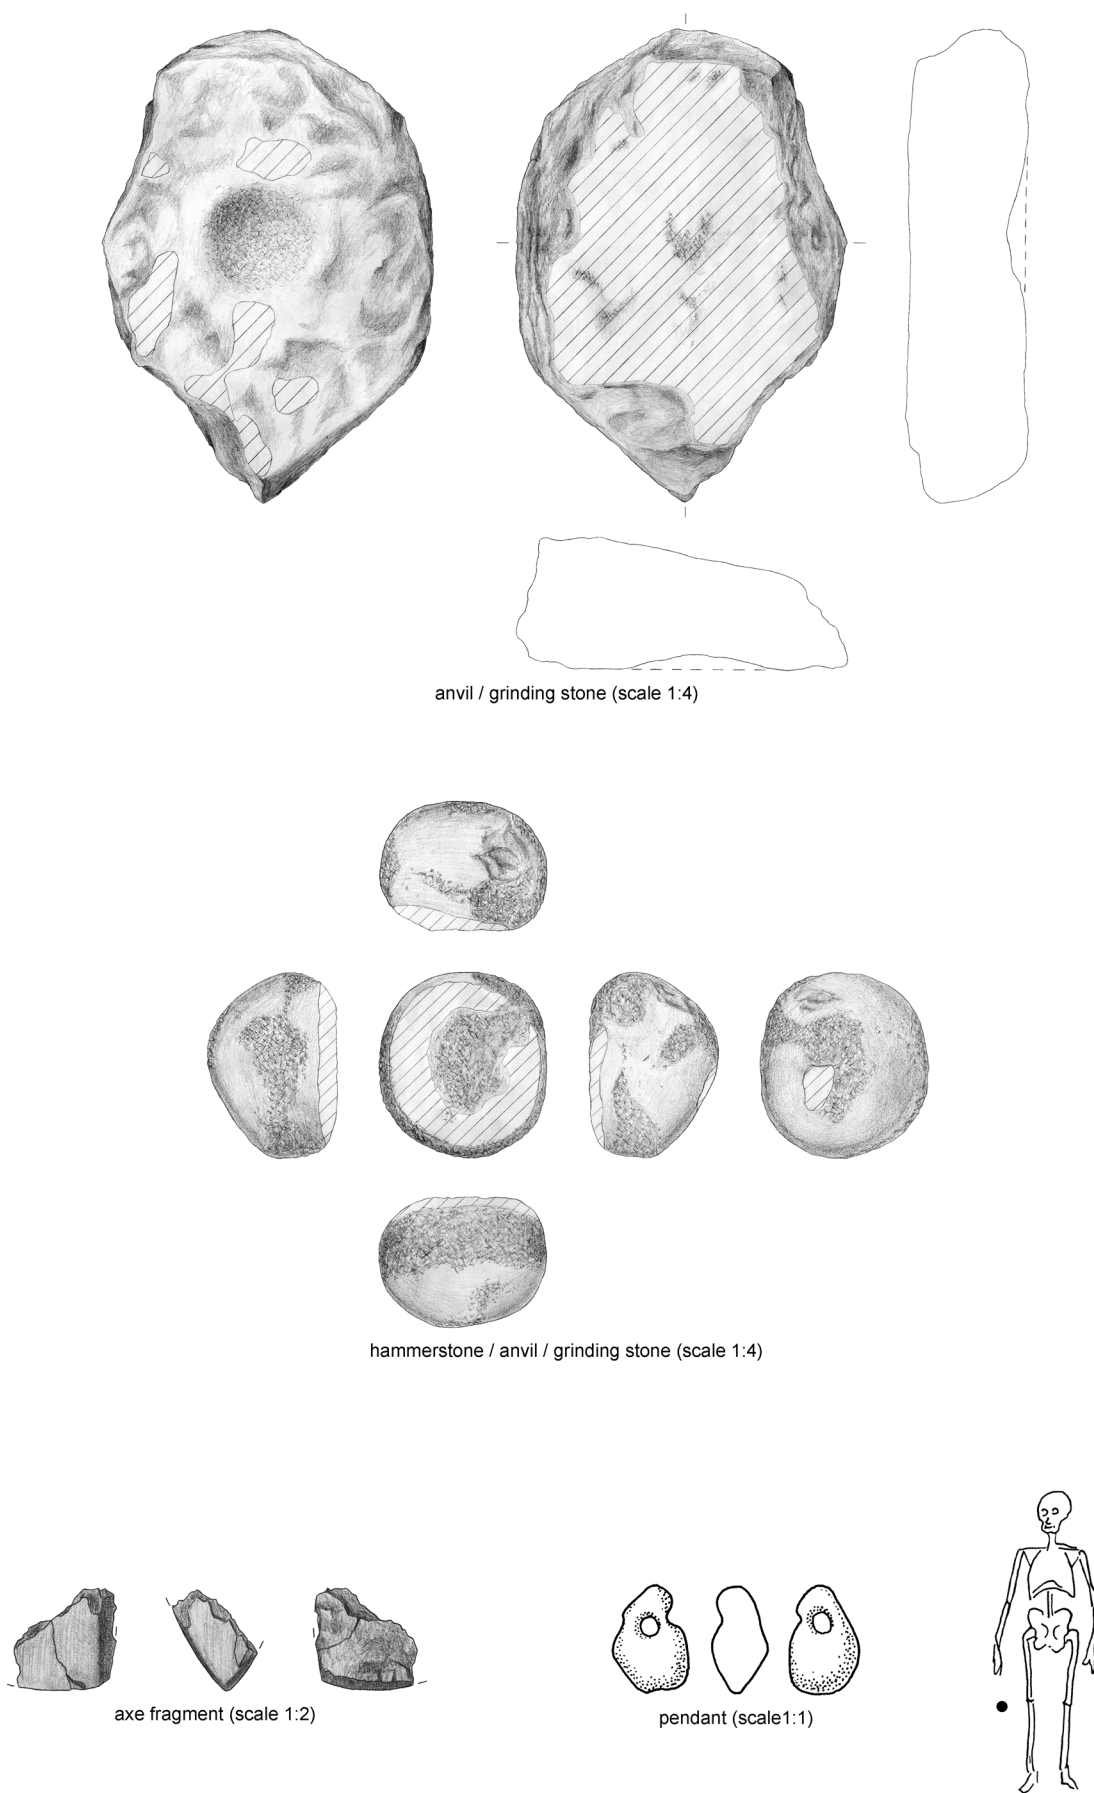 anvil / grinding stone (scale 1:4)
hammerstone / anvil / grinding stone (scale 1:4)
axe fragment (scale 1:2)
pendant (scale1:1)